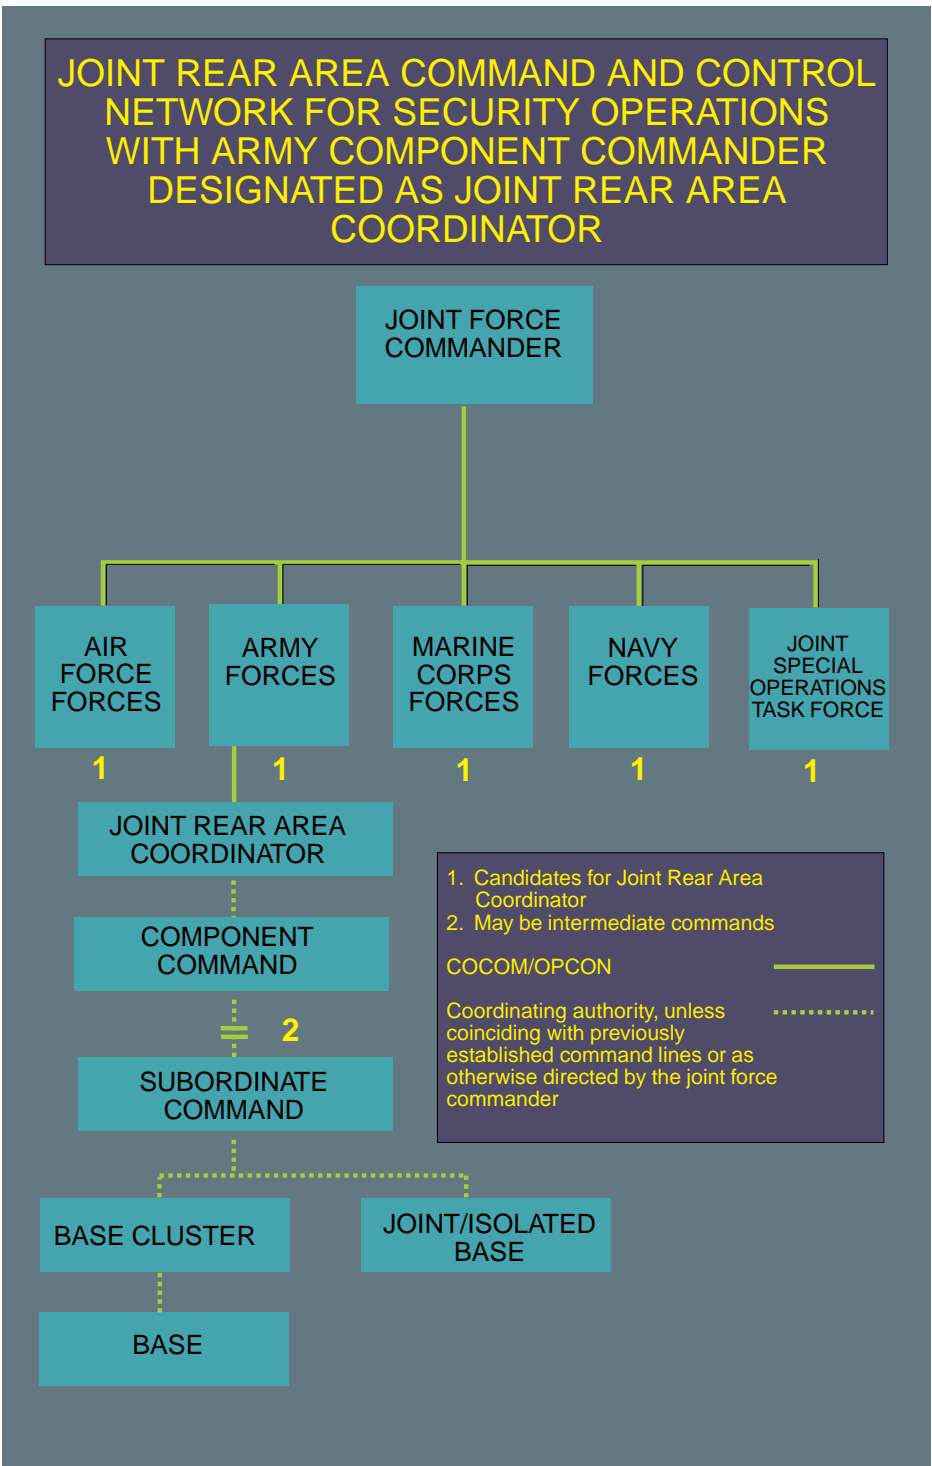 JOINT REAR AREA COMMAND AND CONTROL
NETWORK FOR SECURITY OPERATIONS
WITH ARMY COMPONENT COMMANDER
DESIGNATED AS JOINT REAR AREA
COORDINATOR
JOINT FORCE
COMMANDER
AIR
FORCE
FORCES
ARMY
FORCES
MARINE
CORPS
FORCES
NAVY
FORCES
JOINT
SPECIAL
OPERATIONS
TASK FORCE
1
1
1
1
1
JOINT REAR AREA
COORDINATOR
COMPONENT
COMMAND
2
SUBORDINATE
COMMAND
BASE CLUSTER
JOINT/ISOLATED
BASE
BASE
1. Candidates for Joint Rear Area
Coordinator
2. May be intermediate commands
COCOM/OPCON
Coordinating authority, unless
coinciding with previously
established command lines or as
otherwise directed by the joint force
commander